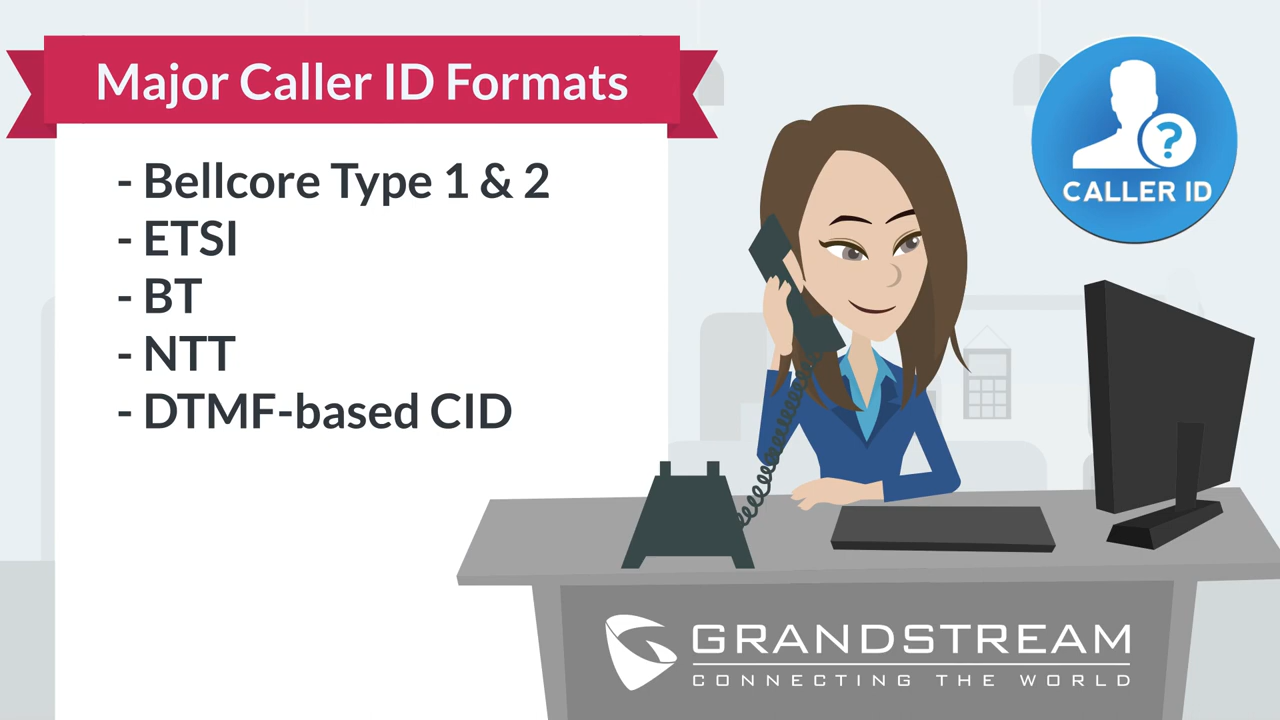 Major Caller ID Formats
- Bellcore Type 1 & 2
- ETSI
- BT
- NTT
- DTMF-based CID
?
CALLER ID
GRANDSTREAM
CONNECTING THE WORLD